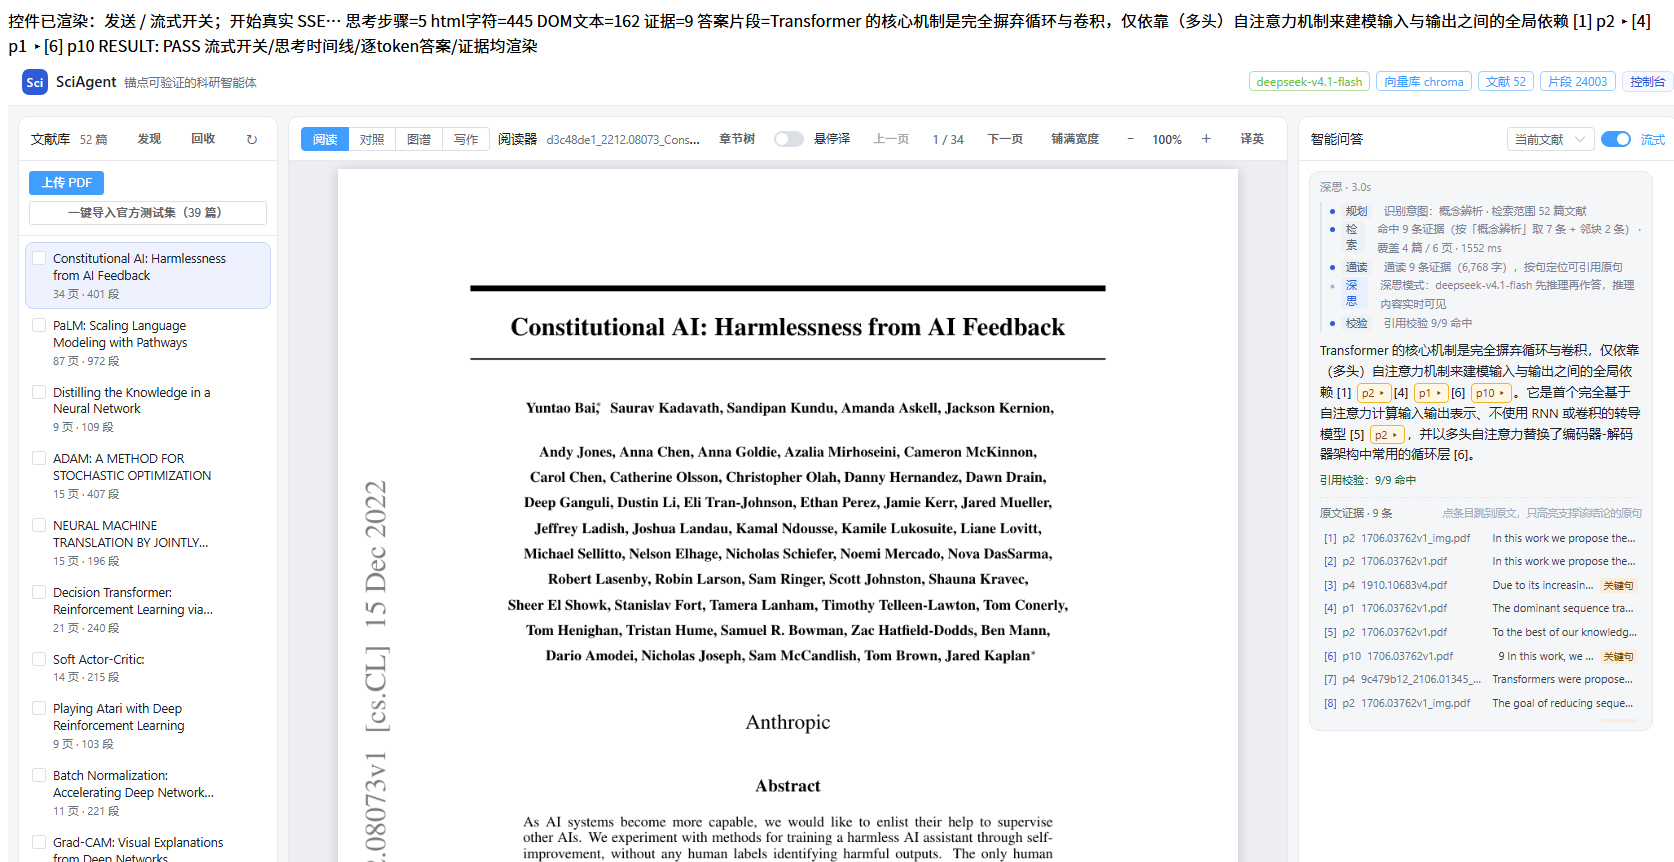 控件已渲染：发送 / 流式开关；开始真实 SSE… 思考步骤=5 html字符=445 DOM文本=162 证据=9 答案片段=Transformer 的核心机制是完全摒弃循环与卷积，仅依靠（多头）自注意力机制来建模输入与输出之间的全局依赖 [1] p2 ▸ [4]
p1 ▸ [6] p10 RESULT: PASS 流式开关/思考时间线/逐token答案/证据均渲染
Sci SciAgent 锚点可验证的科研智能体
deepseek-v4.1-flash 向量库 chroma 文献 52 片段 24003 控制台
文献库 52 篇 发现 回收 ↻
上传 PDF
一键导入官方测试集（39 篇）
Constitutional AI: Harmlessness
from AI Feedback
34 页 · 401 段
PaLM: Scaling Language
Modeling with Pathways
87 页 · 972 段
Distilling the Knowledge in a
Neural Network
9 页 · 109 段
ADAM: A METHOD FOR
STOCHASTIC OPTIMIZATION
15 页 · 407 段
NEURAL MACHINE
TRANSLATION BY JOINTLY...
15 页 · 196 段
Decision Transformer:
Reinforcement Learning via...
21 页 · 240 段
Soft Actor-Critic:
14 页 · 215 段
Playing Atari with Deep
Reinforcement Learning
9 页 · 103 段
Batch Normalization:
Accelerating Deep Network...
11 页 · 221 段
Grad-CAM: Visual Explanations
from Deep Networks
阅读 对照 图谱 写作 阅读器 d3c48de1_2212.08073_Cons... 章节树 悬停译 上一页 1 / 34 下一页 铺满宽度 − 100% + 译英
Constitutional AI: Harmlessness from AI Feedback
Yuntao Bai,* Saurav Kadavath, Sandipan Kundu, Amanda Askell, Jackson Kernion,
Andy Jones, Anna Chen, Anna Goldie, Azalia Mirhoseini, Cameron McKinnon,
Carol Chen, Catherine Olsson, Christopher Olah, Danny Hernandez, Dawn Drain,
Deep Ganguli, Dustin Li, Eli Tran-Johnson, Ethan Perez, Jamie Kerr, Jared Mueller,
Jeffrey Ladish, Joshua Landau, Kamal Ndousse, Kamile Lukosuite, Liane Lovitt,
Michael Sellitto, Nelson Elhage, Nicholas Schiefer, Noemi Mercado, Nova DasSarma,
Robert Lasenby, Robin Larson, Sam Ringer, Scott Johnston, Shauna Kravec,
Sheer El Showk, Stanislav Fort, Tamera Lanham, Timothy Telleen-Lawton, Tom Conerly,
Tom Henighan, Tristan Hume, Samuel R. Bowman, Zac Hatfield-Dodds, Ben Mann,
Dario Amodei, Nicholas Joseph, Sam McCandlish, Tom Brown, Jared Kaplan*
Anthropic
Abstract
As AI systems become more capable, we would like to enlist their help to supervise
other AIs. We experiment with methods for training a harmless AI assistant through self-
improvement, without any human labels identifying harmful outputs. The only human
2.08073v1 [cs.CL] 15 Dec 2022
智能问答 当前文献 流式
深思 · 3.0s
规划 识别意图：概念辨析 · 检索范围 52 篇文献
检索 命中 9 条证据（按「概念辨析」取 7 条 + 邻块 2 条） ·
覆盖 4 篇 / 6 页 · 1552 ms
通读 通读 9 条证据（6,768 字），按句定位可引用原句
深思 深思模式：deepseek-v4.1-flash 先推理再作答，推理
内容实时可见
校验 引用校验 9/9 命中
Transformer 的核心机制是完全摒弃循环与卷积，仅依靠
（多头）自注意力机制来建模输入与输出之间的全局依
赖 [1] p2 ▸ [4] p1 ▸ [6] p10 ▸ 。它是首个完全基于
自注意力计算输入输出表示、不使用 RNN 或卷积的转导
模型 [5] p2 ▸ ，并以多头自注意力替换了编码器-解码
器架构中常用的循环层 [6]。
引用校验：9/9 命中
原文证据 · 9 条 点条目跳到原文，只高亮支撑该结论的原句
[1] p2 1706.03762v1_img.pdf In this work we propose the...
[2] p2 1706.03762v1.pdf In this work we propose the...
[3] p4 1910.10683v4.pdf Due to its increasin... 关键句
[4] p1 1706.03762v1.pdf The dominant sequence tra...
[5] p2 1706.03762v1.pdf To the best of our knowledg...
[6] p10 1706.03762v1.pdf 9 In this work, we ... 关键句
[7] p4 9c479b12_2106.01345_... Transformers were propose...
[8] p2 1706.03762v1_img.pdf The goal of reducing seque...